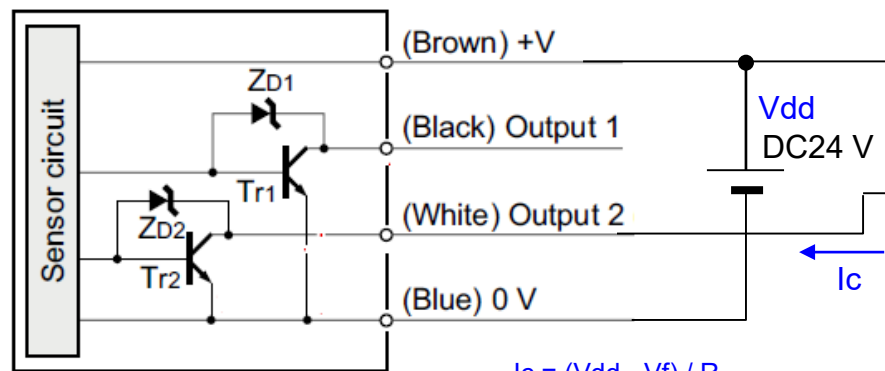 Sensor circuit
(Brown) +V
ZD1
(Black) Output 1
Tr1
(White) Output 2
ZD2
Tr2
(Blue) 0 V
Vdd
DC24 V
Ic